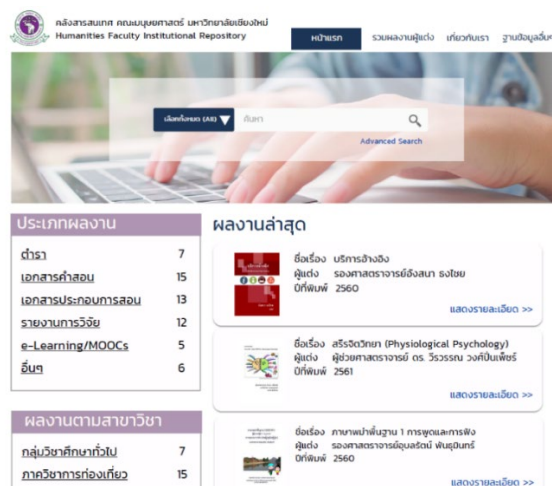 คลังสารสนเทศ คณะมนุษยศาสตร์ มหาวิทยาลัยเชียงใหม่
Humanities Faculty Institutional Repository
หน้าแรก รวมผลงานผู้แต่ง เกี่ยวกับเรา ฐานข้อมูลอื่นๆ
เลือกทั้งหมด (All) ค้นหา
Advanced Search
ประเภทผลงาน
ตำรา 7
เอกสารคำสอน 15
เอกสารประกอบการสอน 13
รายงานการวิจัย 12
e-Learning/MOOCs 5
อื่นๆ 6
ผลงานตามสาขาวิชา
กลุ่มวิชาศึกษาทั่วไป 7
ภาควิชาการท่องเที่ยว 15
ผลงานล่าสุด
ชื่อเรื่อง บริการอ้างอิง
ผู้แต่ง รองศาสตราจารย์อังสนา ธงไชย
ปีที่พิมพ์ 2560
แสดงรายละเอียด >>
ชื่อเรื่อง สรีรจิตวิทยา (Physiological Psychology)
ผู้แต่ง ผู้ช่วยศาสตราจารย์ ดร. วีรวรรณ วงศ์ปิ่นเพ็ชร์
ปีที่พิมพ์ 2561
แสดงรายละเอียด >>
ชื่อเรื่อง ภาษาพม่าพื้นฐาน 1 การพูดและการฟัง
ผู้แต่ง รองศาสตราจารย์อุบลรัตน์ พันธุมินทร์
ปีที่พิมพ์ 2560
แสดงรายละเอียด >>